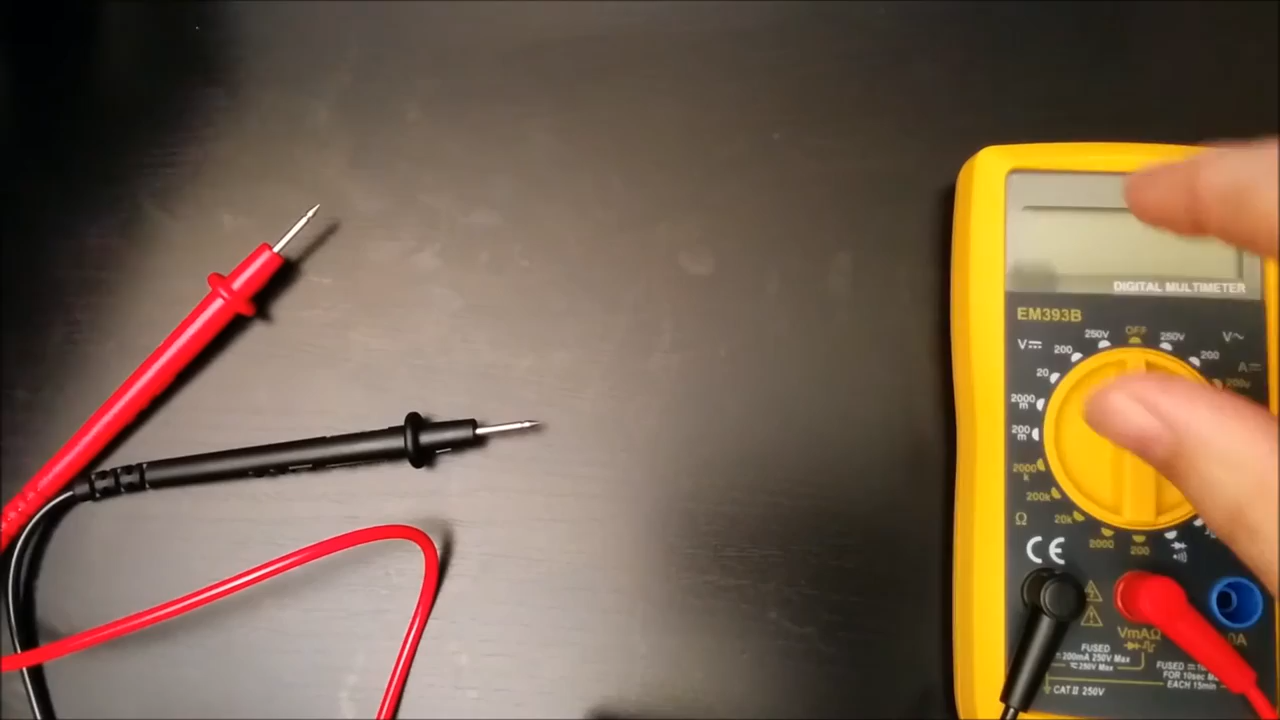 DIGITAL MULTIMETER
EM393B
OFF
250V 250V
V V~
200 200
A
20 200µ
2000
m
200
m
2000
k
200k
Ω 20k
2000 200
CE
VmAΩ
FUSED
200mA 250V Max
250V Max
FUSED
FOR 10sec
EACH 15min
CAT II 250V